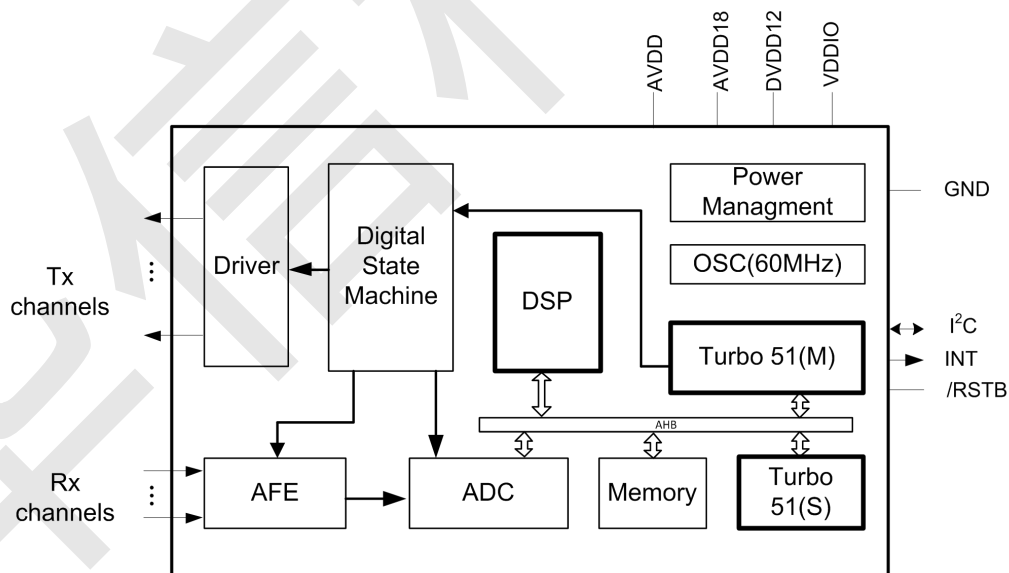 AVDD
AVDD18
DVDD12
VDDIO
Power
Managment
GND
Driver
Digital
State
Machine
DSP
OSC(60MHz)
Tx
channels
Turbo 51(M)
I²C
INT
/RSTB
AHB
Rx
channels
AFE
ADC
Memory
Turbo
51(S)